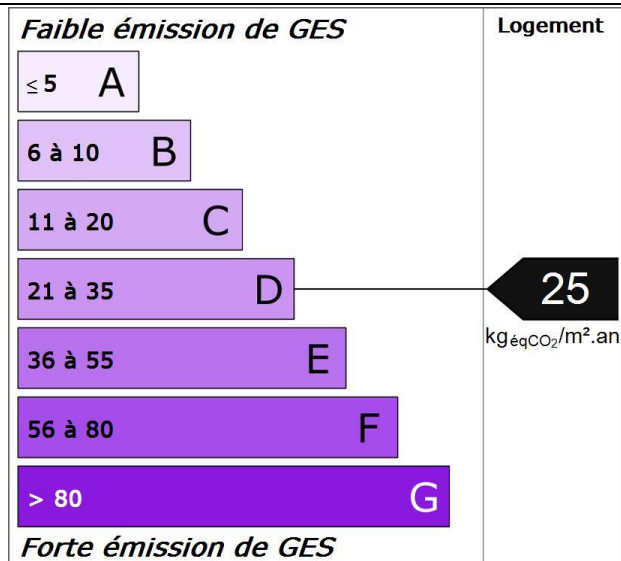 Faible émission de GES
Logement
≤ 5 A
6 à 10 B
11 à 20 C
21 à 35 D
25
kgéqCO₂/m².an
36 à 55 E
56 à 80 F
> 80 G
Forte émission de GES